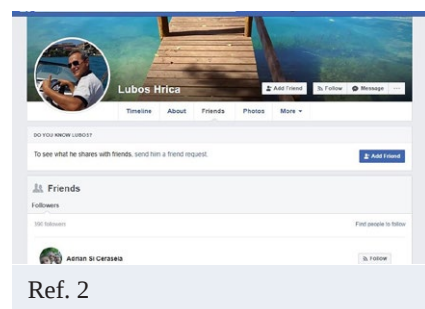 Lubos Hrica
Add Friend
Follow
Message
Timeline About Friends Photos More
DO YOU KNOW LUBOS?
To see what he shares with friends, send him a friend request.
Add Friend
Friends
Followers
followers
Find people to follow
Adrian Si Cerasela
Follow
Ref. 2